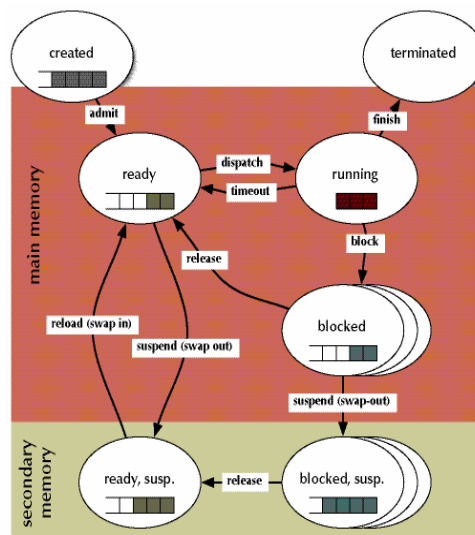 created
terminated
admit
finish
ready
dispatch
running
timeout
main memory
block
release
blocked
reload (swap in)
suspend (swap out)
suspend (swap-out)
secondary
memory
ready, susp.
release
blocked, susp.